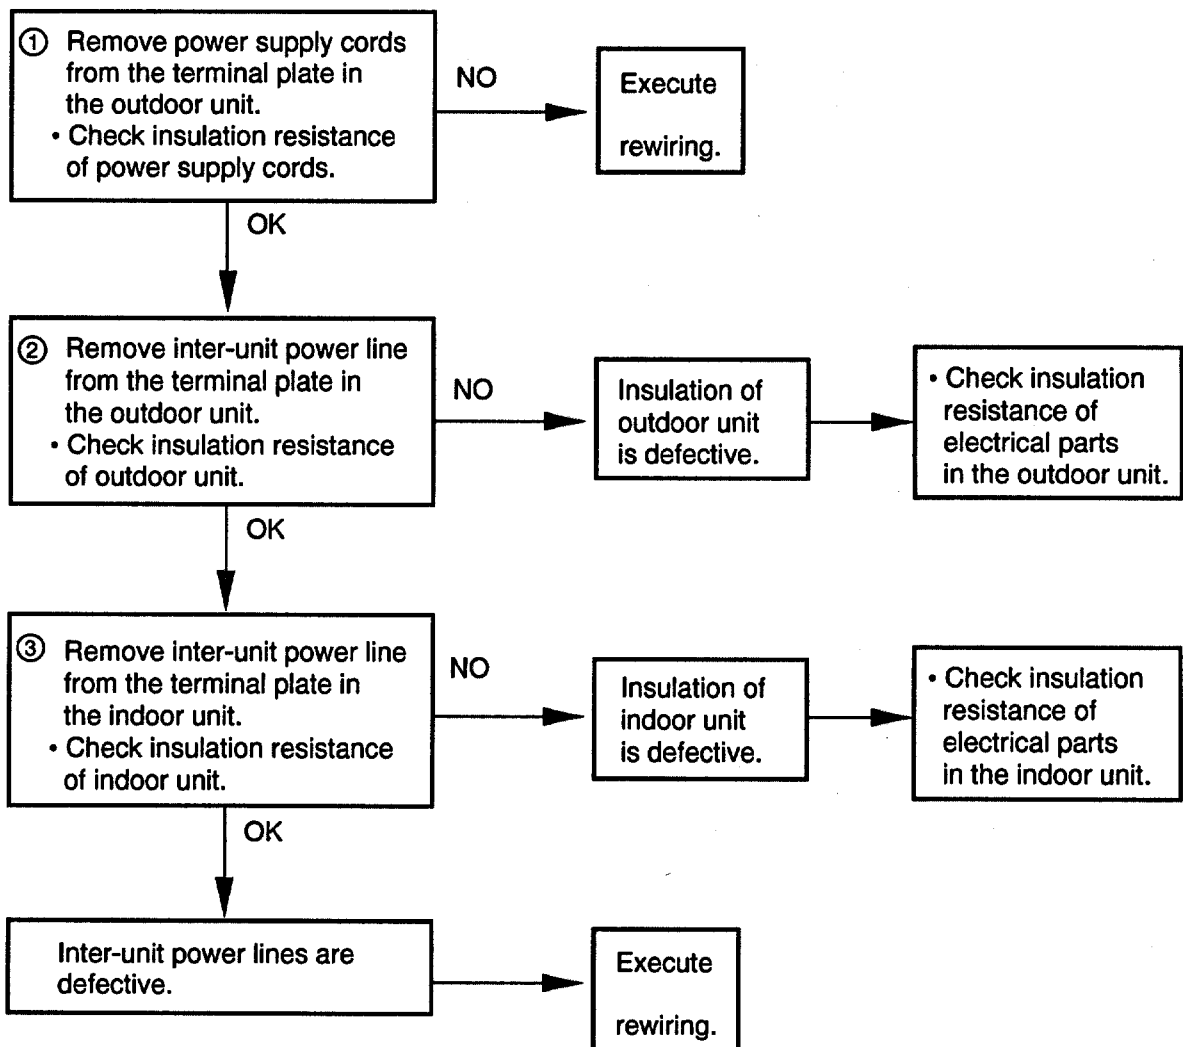 ① Remove power supply cords
from the terminal plate in
the outdoor unit.
• Check insulation resistance
of power supply cords.
NO
Execute
rewiring.
OK
② Remove inter-unit power line
from the terminal plate in
the outdoor unit.
• Check insulation resistance
of outdoor unit.
NO
Insulation of
outdoor unit
is defective.
• Check insulation
resistance of
electrical parts
in the outdoor unit.
OK
③ Remove inter-unit power line
from the terminal plate in
the indoor unit.
• Check insulation resistance
of indoor unit.
NO
Insulation of
indoor unit
is defective.
• Check insulation
resistance of
electrical parts
in the indoor unit.
OK
Inter-unit power lines are
defective.
Execute
rewiring.